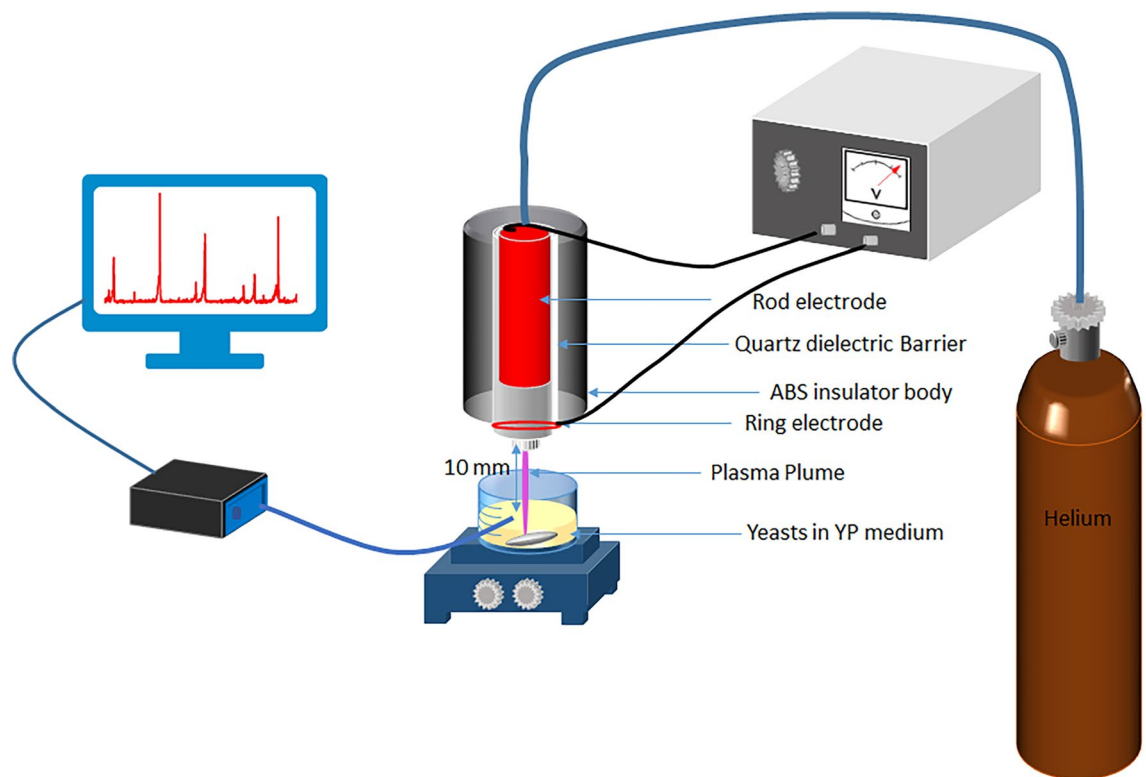 V
Rod electrode
Quartz dielectric Barrier
ABS insulator body
Ring electrode
10 mm
Plasma Plume
Helium
Yeasts in YP medium